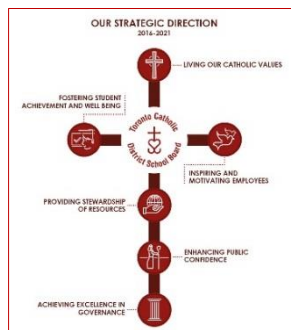 OUR STRATEGIC DIRECTION
2016-2021
LIVING OUR CATHOLIC VALUES
FOSTERING STUDENT
ACHIEVEMENT AND WELL BEING
Toronto Catholic
District School Board
INSPIRING AND
MOTIVATING EMPLOYEES
PROVIDING STEWARDSHIP
OF RESOURCES
ENHANCING PUBLIC
CONFIDENCE
ACHIEVING EXCELLENCE IN
GOVERNANCE